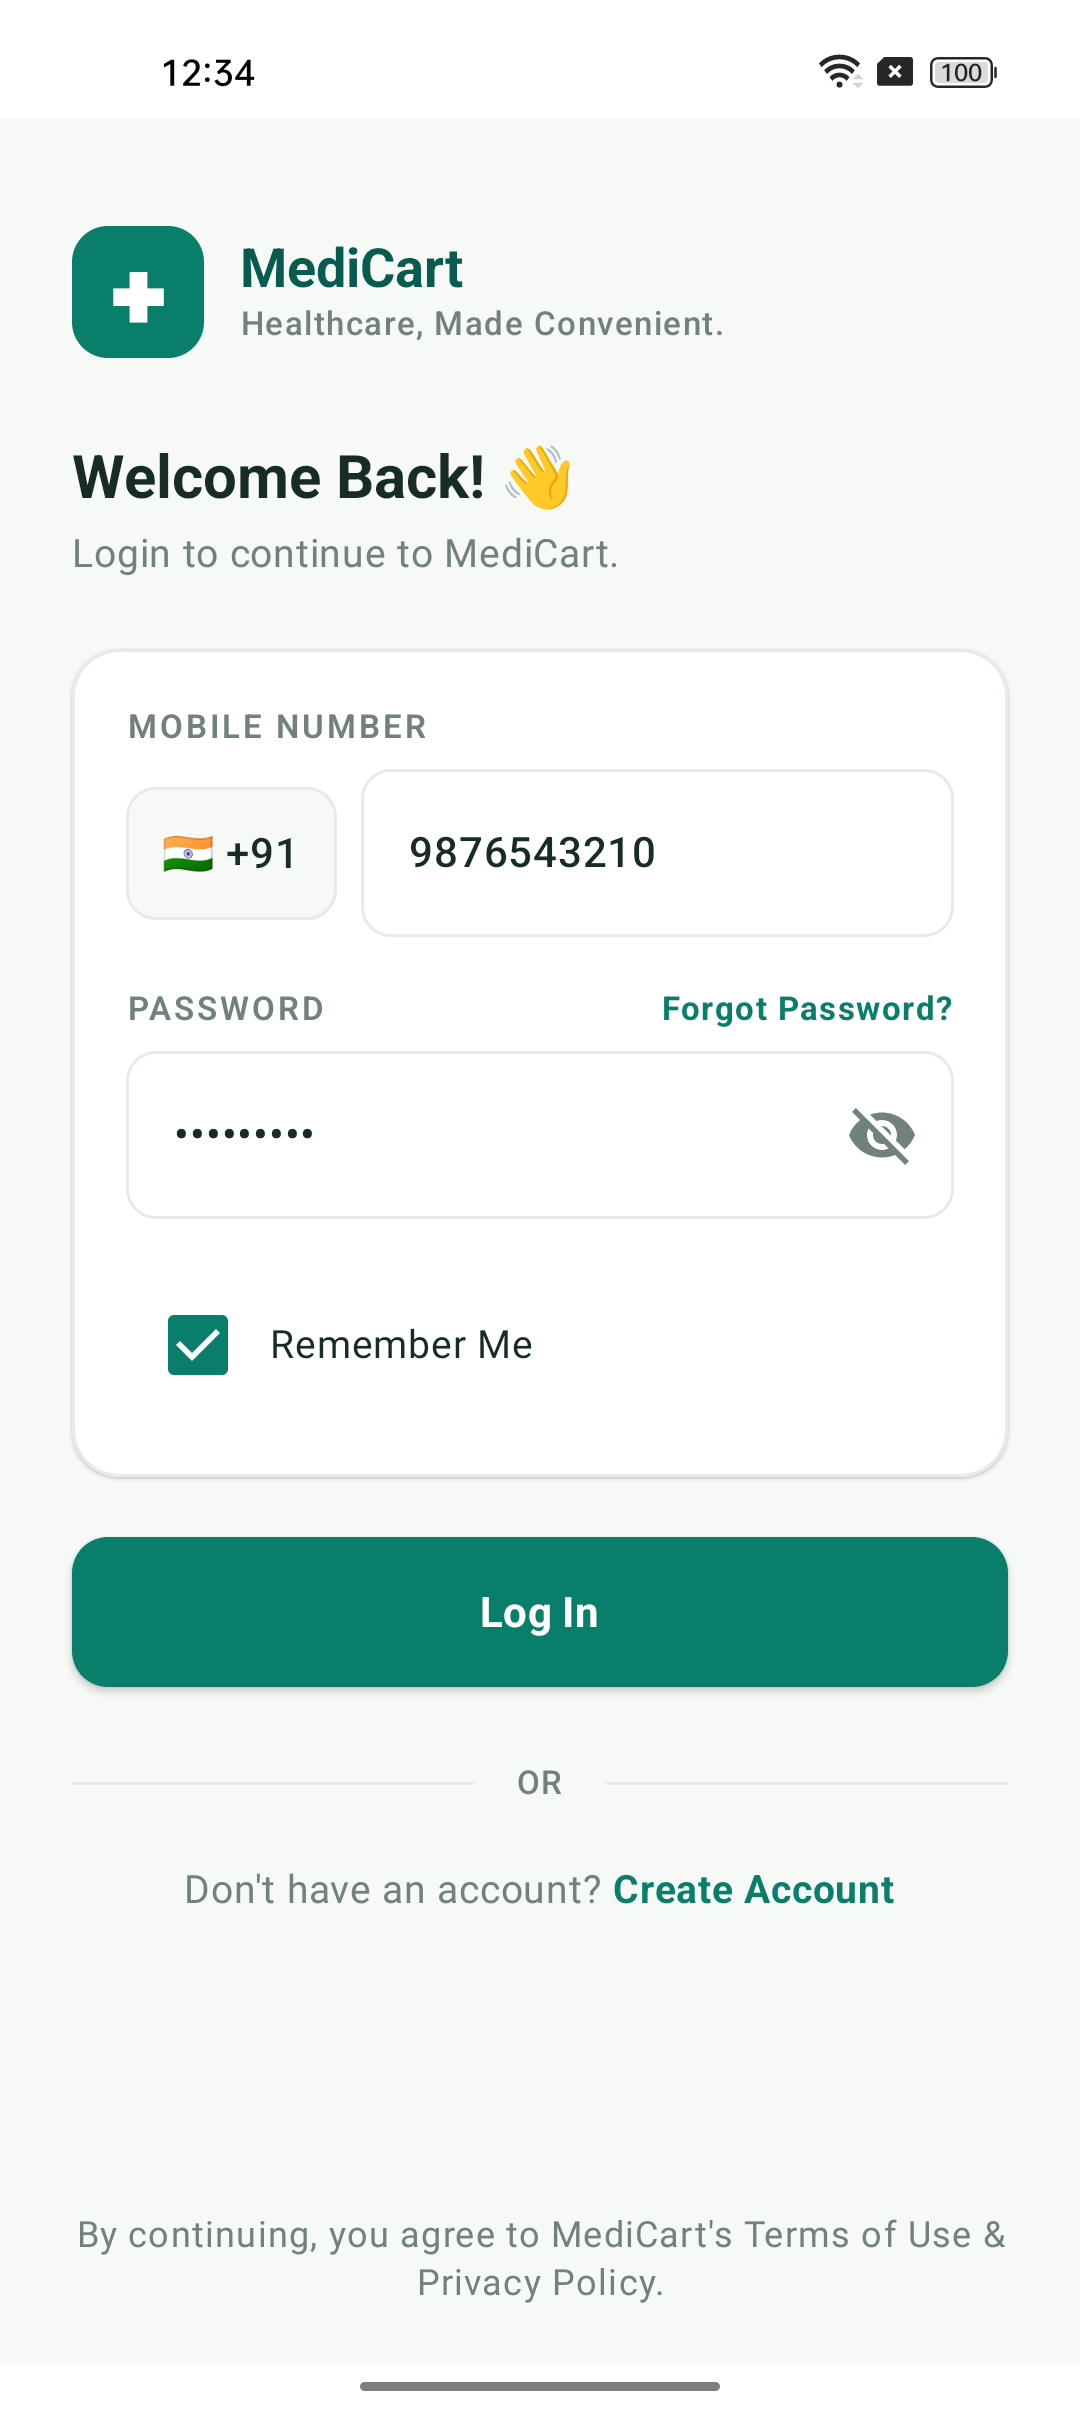 12:34
100
MediCart
Healthcare, Made Convenient.
Welcome Back! 👋
Login to continue to MediCart.
MOBILE NUMBER
🇮🇳 +91
9876543210
PASSWORD
Forgot Password?
•••••••••
Remember Me
Log In
OR
Don't have an account? Create Account
By continuing, you agree to MediCart's Terms of Use &
Privacy Policy.